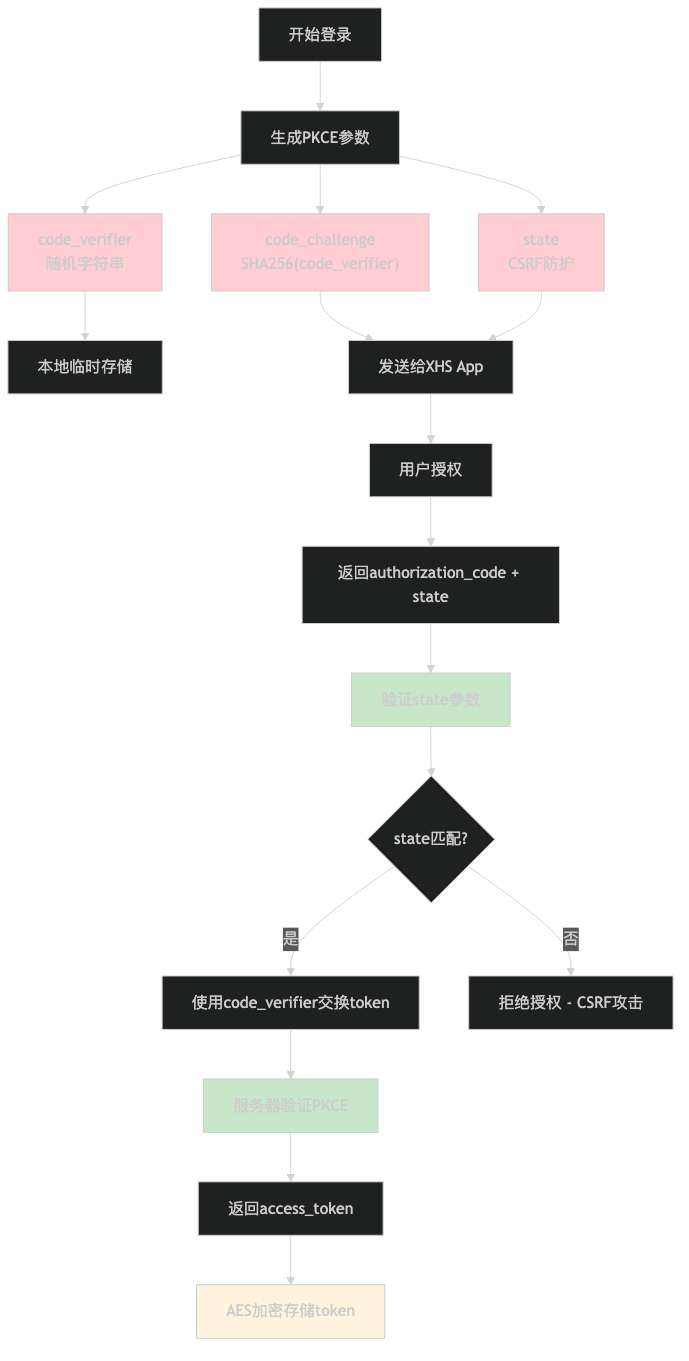 开始登录
生成PKCE参数
code_verifier
随机字符串
code_challenge
SHA256(code_verifier)
state
CSRF防护
本地临时存储
发送给XHS App
用户授权
返回authorization_code +
state
验证state参数
state匹配?
是
否
使用code_verifier交换token
拒绝授权 - CSRF攻击
服务器验证PKCE
返回access_token
AES加密存储token